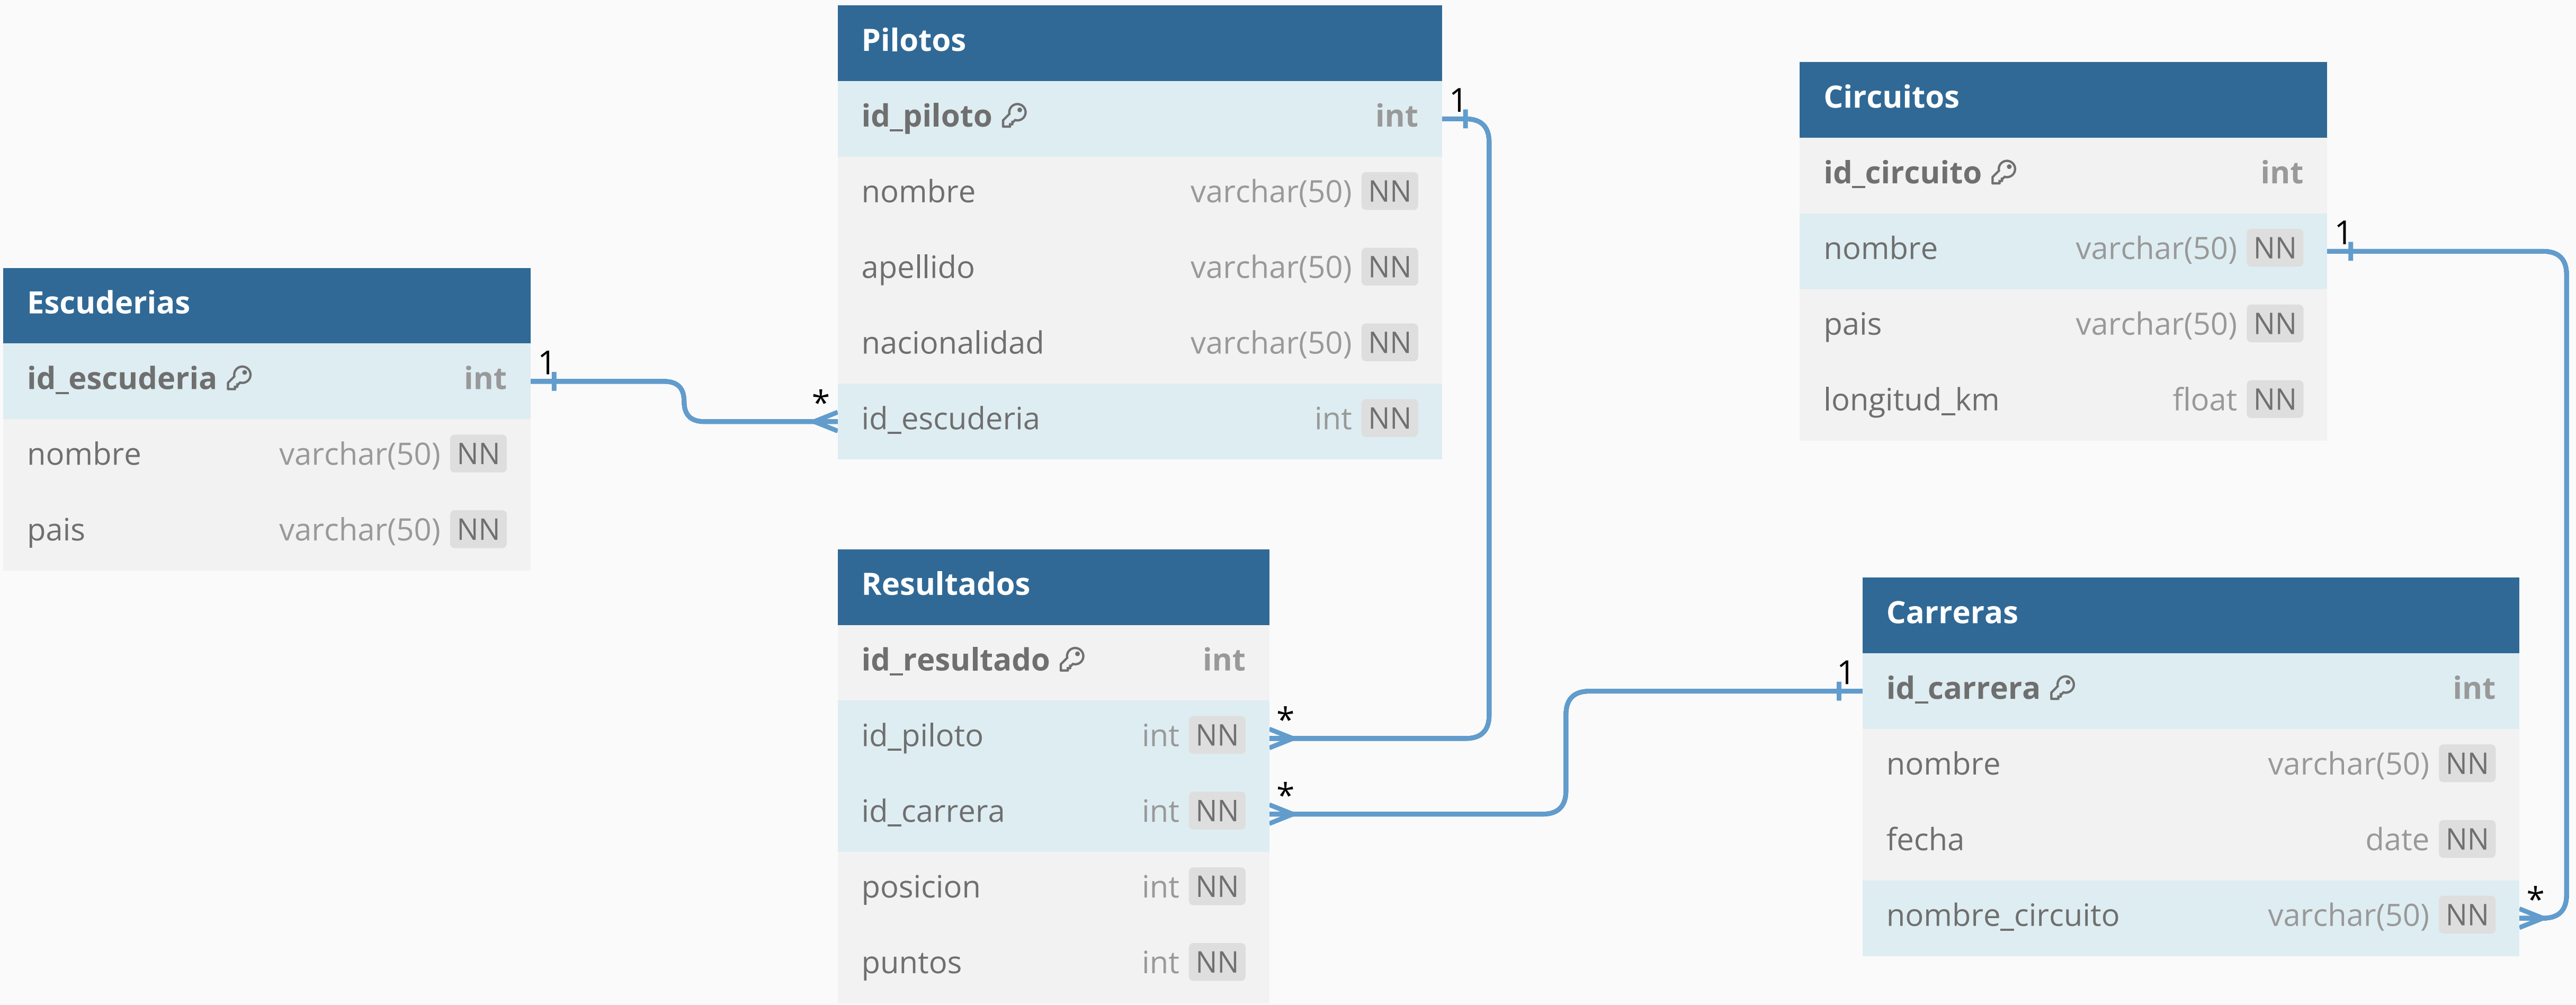 Pilotos
id_piloto int
nombre varchar(50) NN
apellido varchar(50) NN
nacionalidad varchar(50) NN
id_escuderia int NN
1
Circuitos
id_circuito int
nombre varchar(50) NN
pais varchar(50) NN
longitud_km float NN
1
Escuderias
id_escuderia int
nombre varchar(50) NN
pais varchar(50) NN
1
*
Resultados
id_resultado int
id_piloto int NN
id_carrera int NN
posicion int NN
puntos int NN
*
*
Carreras
id_carrera int
nombre varchar(50) NN
fecha date NN
nombre_circuito varchar(50) NN
1
*